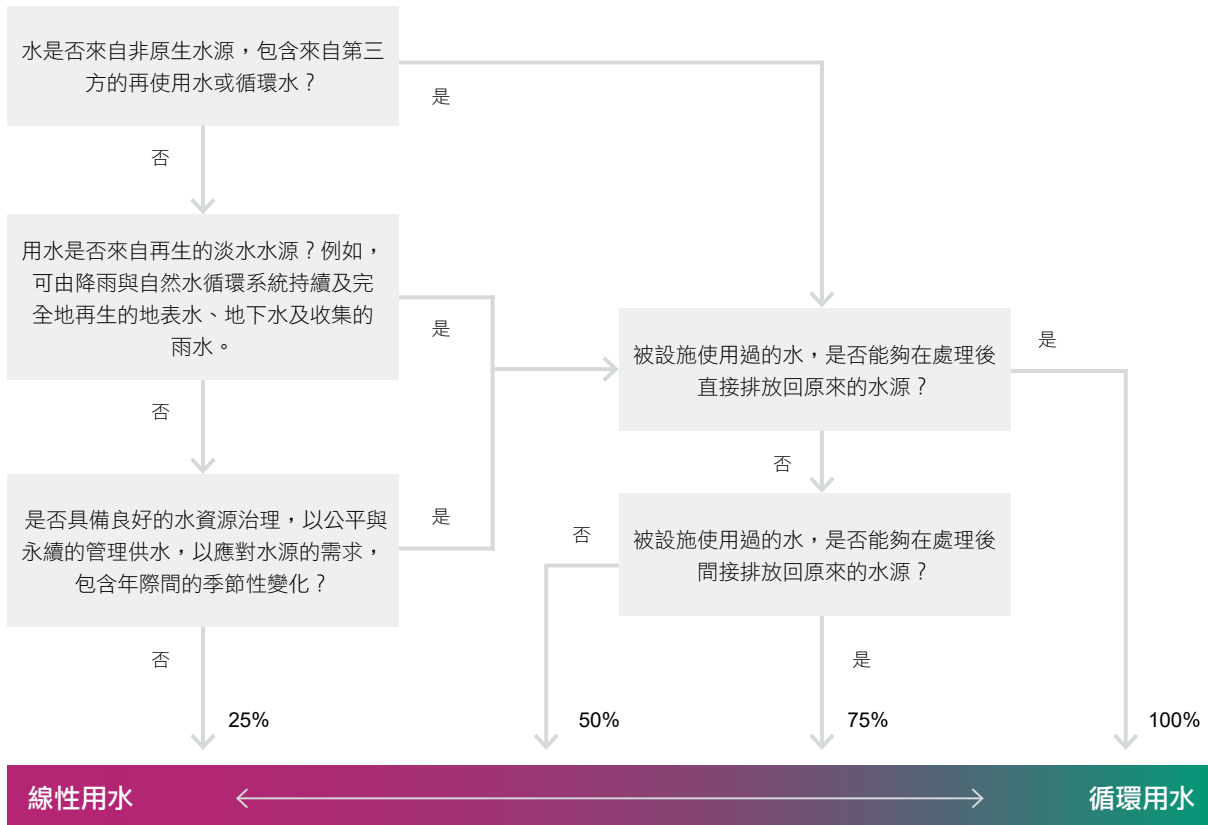 水是否來自非原生水源，包含來自第三
方的再使用水或循環水？
是
否
用水是否來自再生的淡水水源？例如，
可由降雨與自然水循環系統持續及完
全地再生的地表水、地下水及收集的
雨水。
是
否
是否具備良好的水資源治理，以公平與
永續的管理供水，以應對水源的需求，
包含年際間的季節性變化？
是
否
被設施使用過的水，是否能夠在處理後
直接排放回原來的水源？
是
否
被設施使用過的水，是否能夠在處理後
間接排放回原來的水源？
否
是
25%
50%
75%
100%
線性用水
循環用水